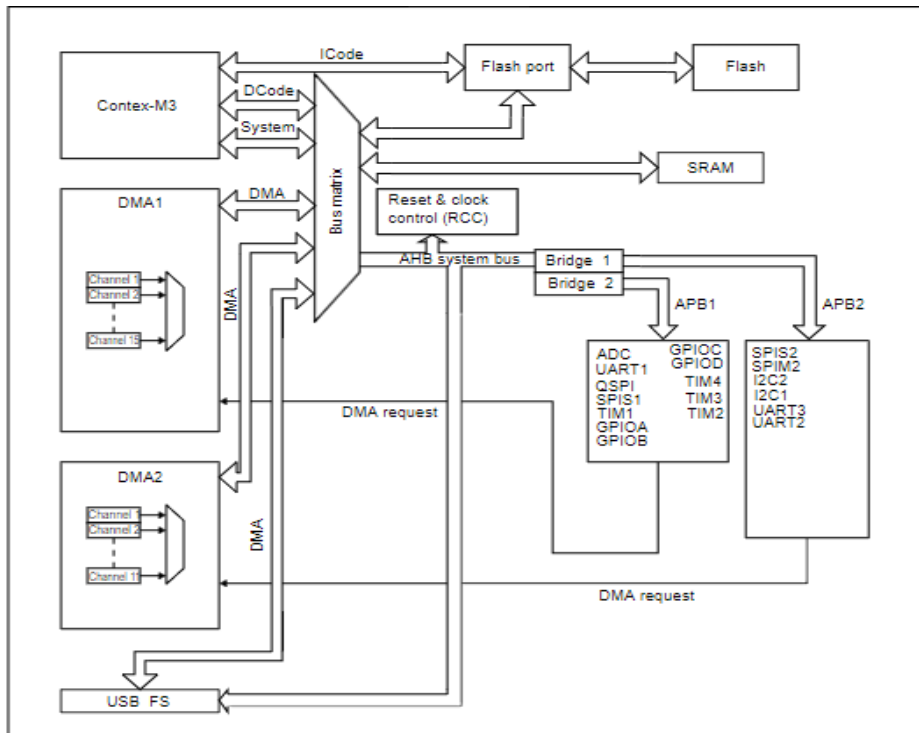 ICode
Contex-M3
DCode
System
Flash port
Flash
SRAM
Bus matrix
DMA1
DMA
Channel 1
Channel 2
Channel 15
Reset & clock
control (RCC)
AHB system bus
Bridge 1
Bridge 2
APB1
APB2
DMA
ADC
UART1
QSPI
SPIS1
TIM1
GPIOA
GPIOB
GPIOC
GPIOD
TIM4
TIM3
TIM2
SPIS2
SPIM2
I2C2
I2C1
UART3
UART2
DMA request
DMA2
Channel 1
Channel 2
Channel 11
DMA
DMA request
USB FS